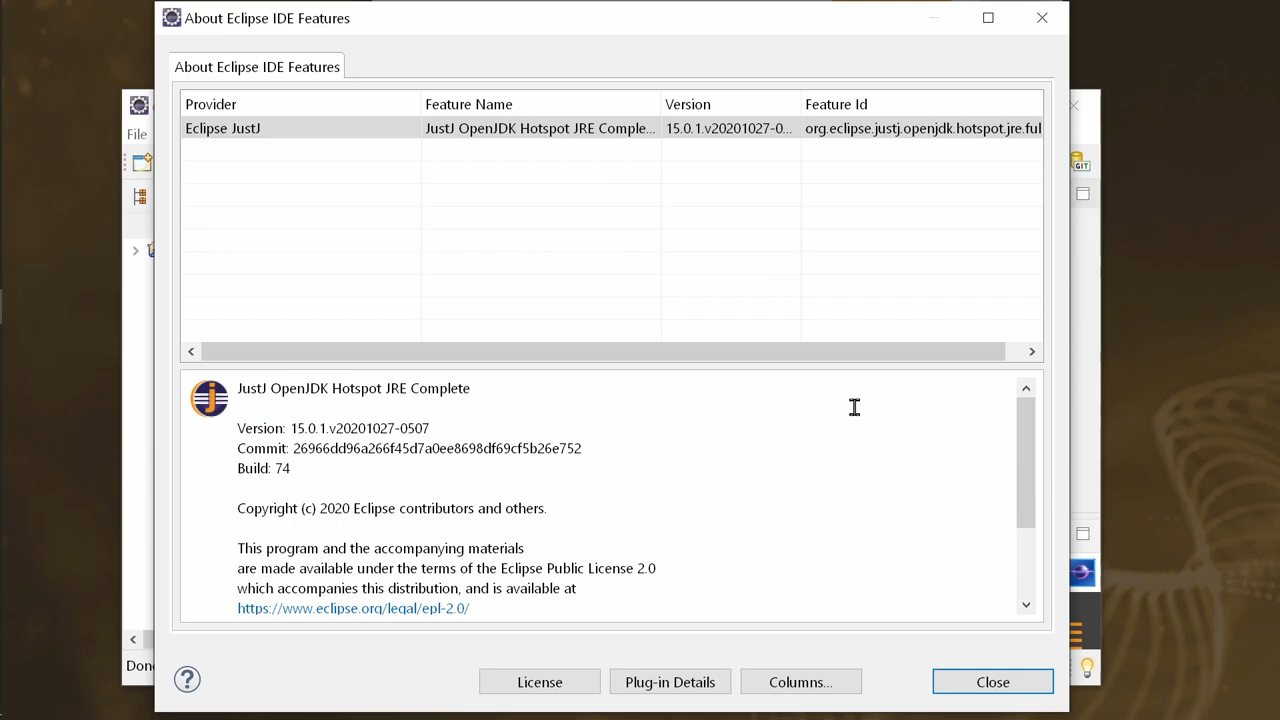 About Eclipse IDE Features
About Eclipse IDE Features
Provider Feature Name Version Feature Id
Eclipse JustJ JustJ OpenJDK Hotspot JRE Comple... 15.0.1.v20201027-0... org.eclipse.justj.openjdk.hotspot.jre.ful
File
GIT
JustJ OpenJDK Hotspot JRE Complete
Version: 15.0.1.v20201027-0507
Commit: 26966dd96a266f45d7a0ee8698df69cf5b26e752
Build: 74
Copyright (c) 2020 Eclipse contributors and others.
This program and the accompanying materials
are made available under the terms of the Eclipse Public License 2.0
which accompanies this distribution, and is available at
https://www.eclipse.org/legal/epl-2.0/
Done
License Plug-in Details Columns... Close